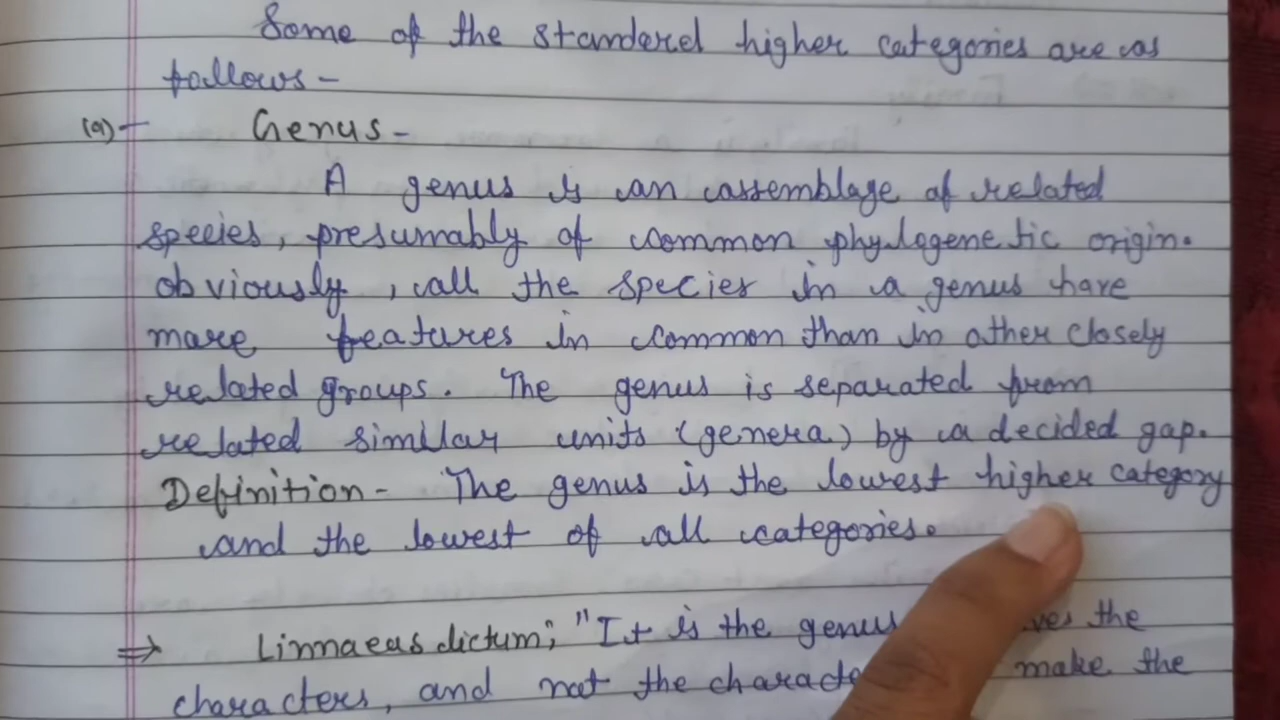 Some of the standered higher categories are as
follows -
(a) - Genus -
A genus is an assemblage of related
species, presumably of common phylogenetic origin.
obviously, all the species in a genus have
more features in common than in other closely
related groups. The genus is separated from
related similar units (genera) by a decided gap.
Definition - The genus is the lowest higher category
and the lowest of all categories.
⇒ Linnaeus dictum; "It is the genus the
characters, and not the make the